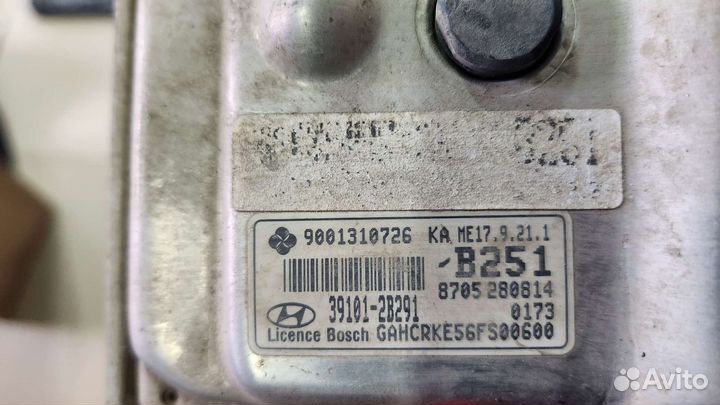 9001310726 KA ME17.9.21.1
-B251
8705 280814
39101-2B291 0173
Licence Bosch GAHCRKE56FS00600
Avito